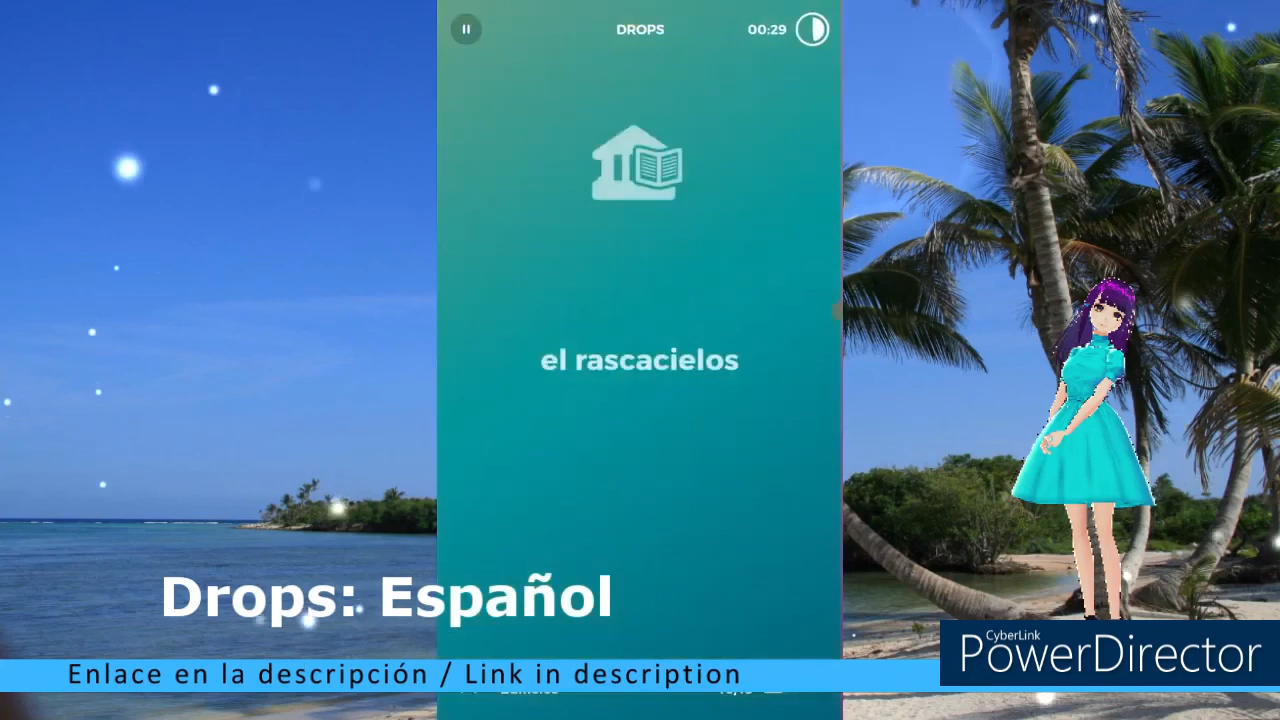 DROPS
00:29
el rascacielos
Drops: Español
Enlace en la descripción / Link in description
CyberLink
PowerDirector